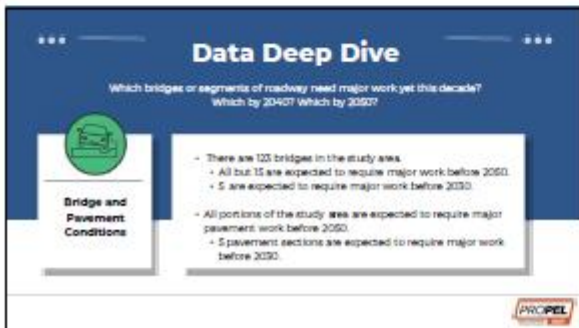 Data Deep Dive
Which bridges or segments of roadway need major work yet this decade?
Which by 2040? Which by 2050?
Bridge and
Pavement
Conditions
There are 123 bridges in the study area.
All but 15 are expected to require major work before 2050.
5 are expected to require major work before 2030.
All portions of the study area are expected to require major
pavement work before 2050.
5 pavement sections are expected to require major work
before 2030.
PROPEL